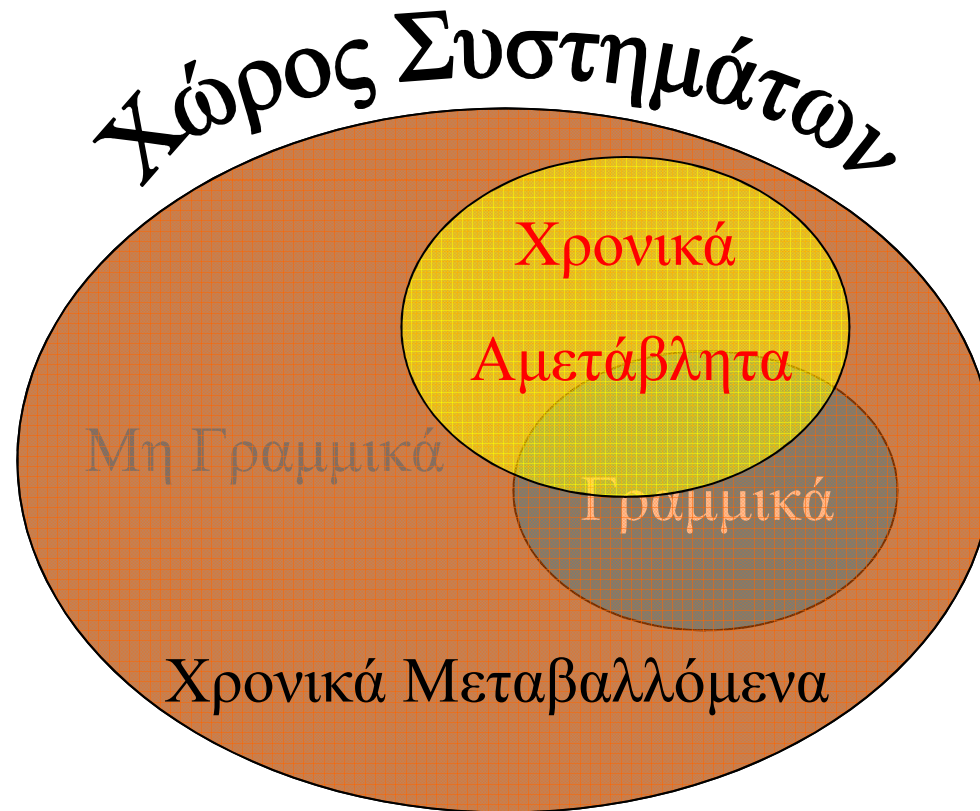 Χώρος Συστημάτων
Χρονικά
Αμετάβλητα
Μη Γραμμικά
Γραμμικά
Χρονικά Μεταβαλλόμενα